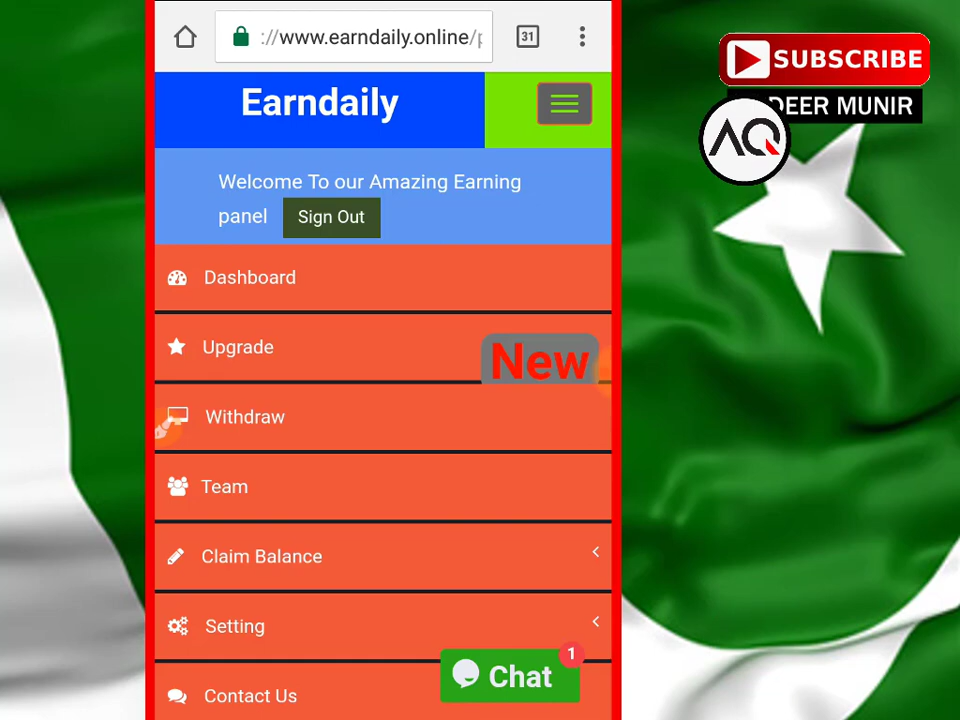 ://www.earndaily.online/
31
SUBSCRIBE
DEER MUNIR
AQ
Earndaily
Welcome To our Amazing Earning
panel Sign Out
Dashboard
Upgrade
New
Withdraw
Team
Claim Balance
Setting
1
Chat
Contact Us